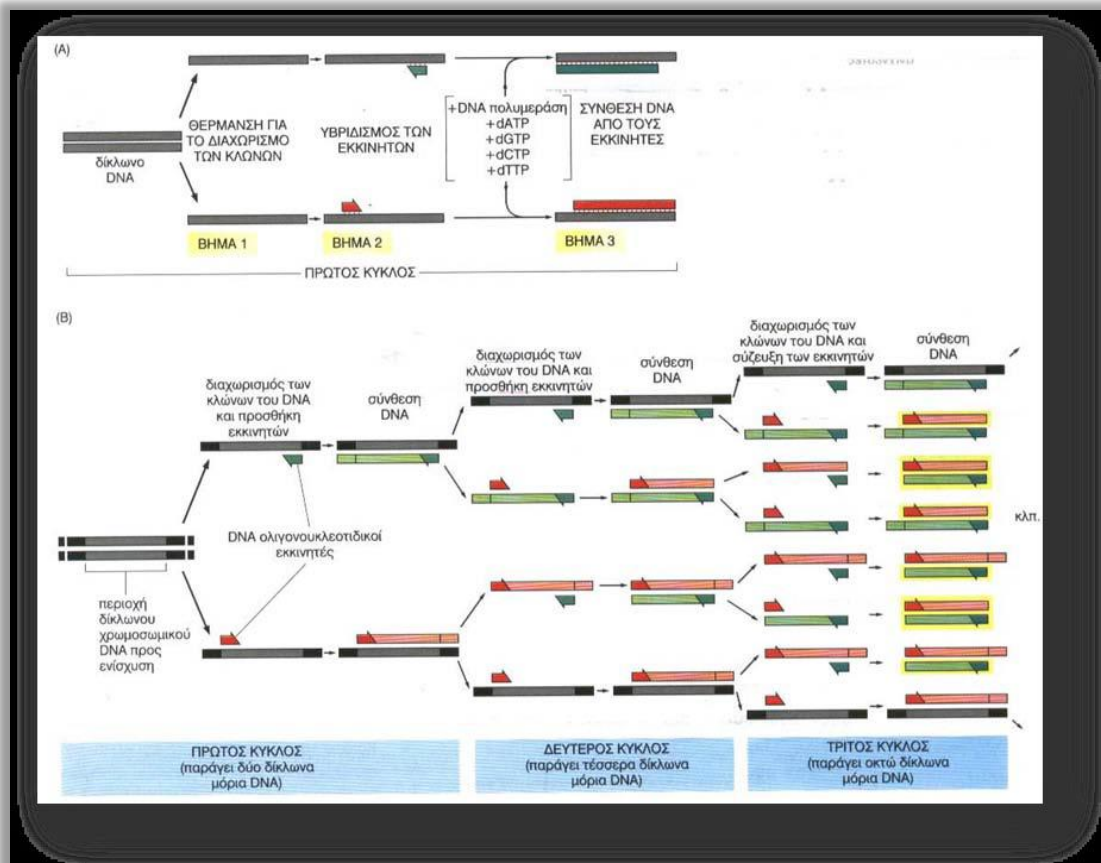 (A)
δίκλωνο
DNA
ΘΕΡΜΑΝΣΗ ΓΙΑ
ΤΟ ΔΙΑΧΩΡΙΣΜΟ
ΤΩΝ ΚΛΩΝΩΝ
ΥΒΡΙΔΙΣΜΟΣ ΤΩΝ
ΕΚΚΙΝΗΤΩΝ
+DNA πολυμεράση
+dATP
+dGTP
+dCTP
+dTTP
ΣΥΝΘΕΣΗ DNA
ΑΠΟ ΤΟΥΣ
ΕΚΚΙΝΗΤΕΣ
ΒΗΜΑ 1
ΒΗΜΑ 2
ΒΗΜΑ 3
ΠΡΩΤΟΣ ΚΥΚΛΟΣ
(B)
διαχωρισμός των
κλώνων του DNA
και προσθήκη
εκκινητών
σύνθεση
DNA
διαχωρισμός των
κλώνων του DNA και
προσθήκη εκκινητών
σύνθεση
DNA
διαχωρισμός των
κλώνων του DNA και
σύζευξη των εκκινητών
σύνθεση
DNA
DNA ολιγονουκλεοτιδικοί
εκκινητές
κλπ.
περιοχή
δίκλωνου
χρωμοσωμικού
DNA προς
ενίσχυση
ΠΡΩΤΟΣ ΚΥΚΛΟΣ
(παράγει δύο δίκλωνα
μόρια DNA)
ΔΕΥΤΕΡΟΣ ΚΥΚΛΟΣ
(παράγει τέσσερα δίκλωνα
μόρια DNA)
ΤΡΙΤΟΣ ΚΥΚΛΟΣ
(παράγει οκτώ δίκλωνα
μόρια DNA)